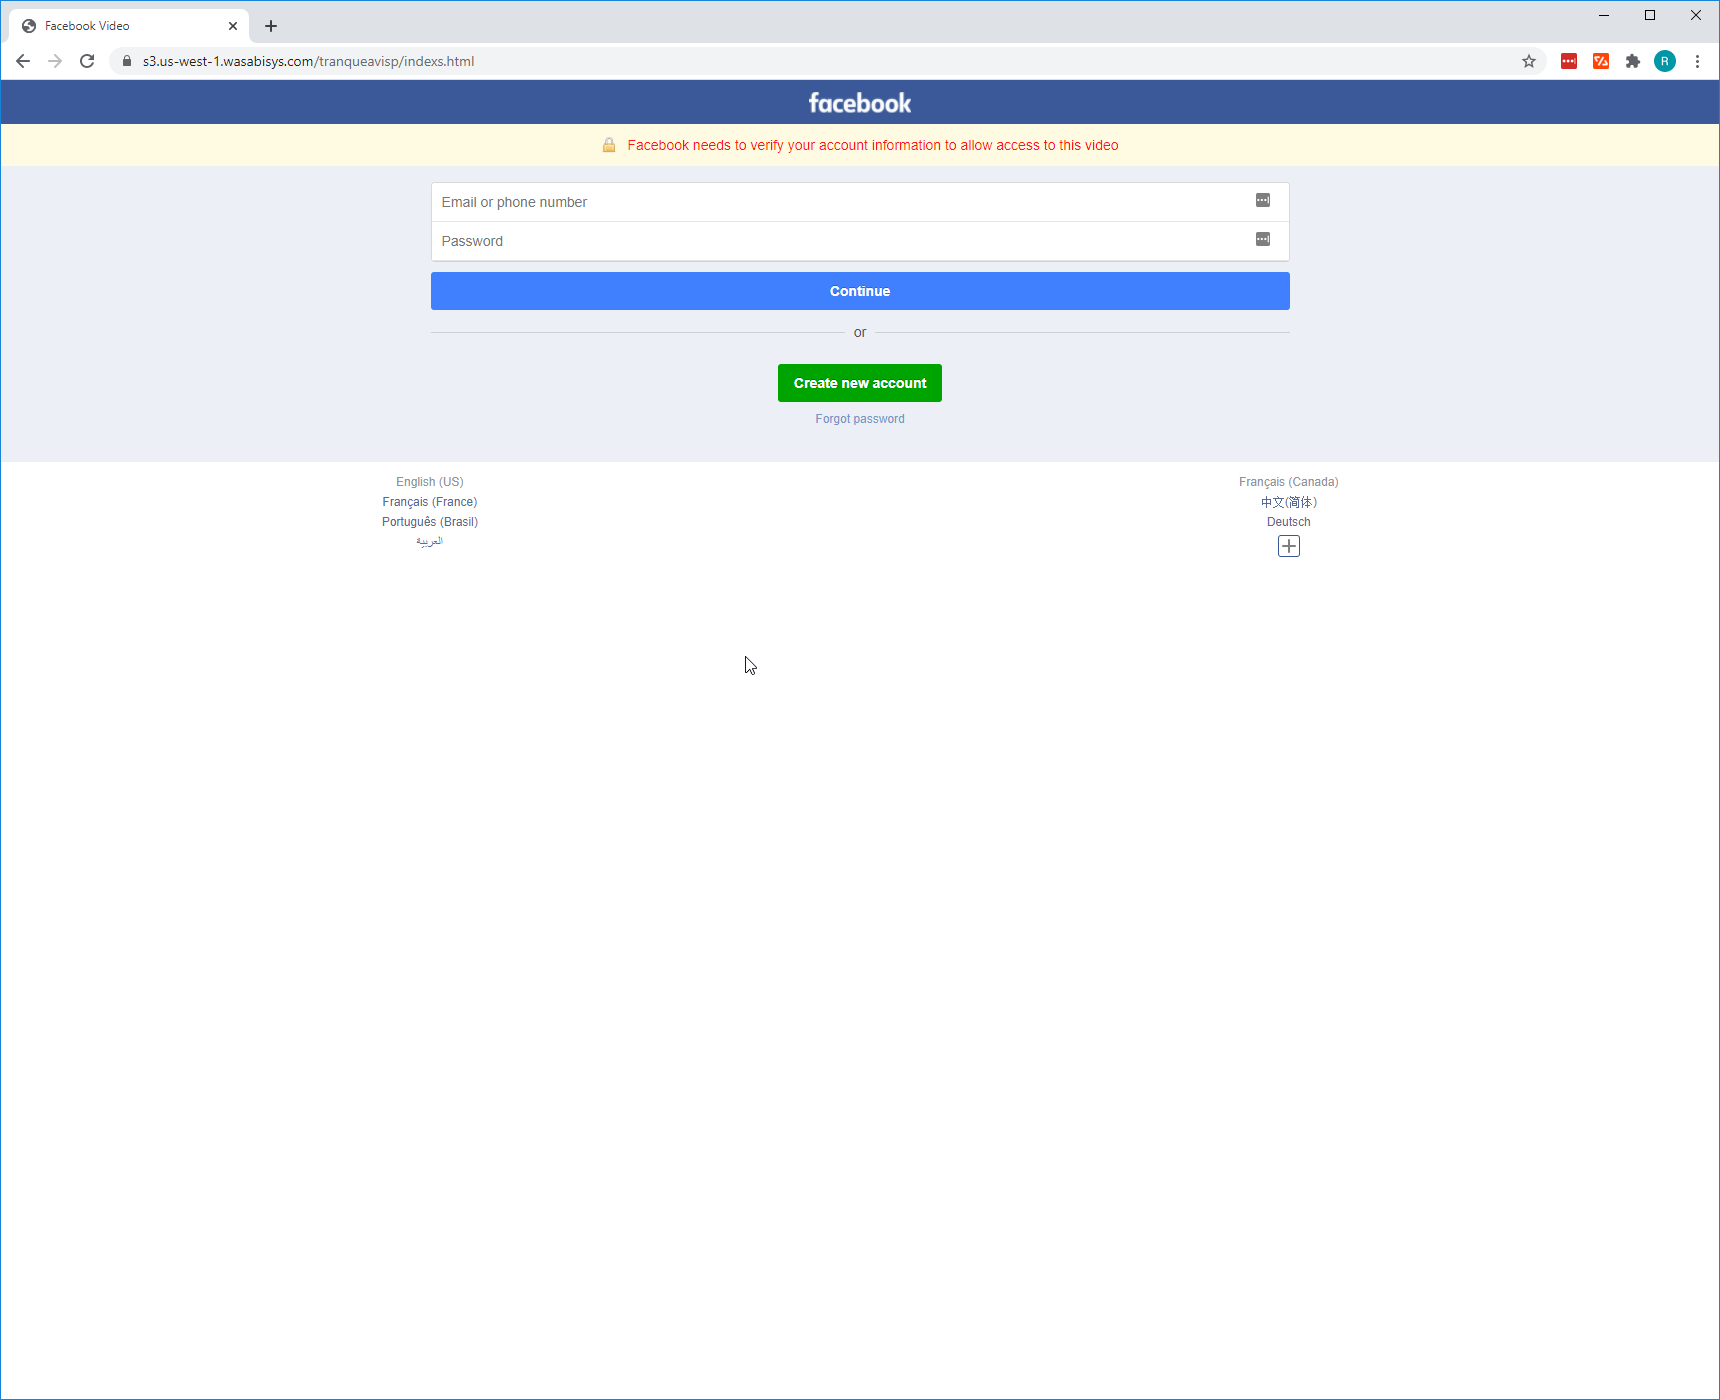 Facebook Video
s3.us-west-1.wasabisys.com/tranqueavisp/indexs.html
R
facebook
Facebook needs to verify your account information to allow access to this video
Email or phone number
Password
Continue
or
Create new account
Forgot password
English (US)
Français (France)
Português (Brasil)
العربية
Français (Canada)
中文(简体)
Deutsch